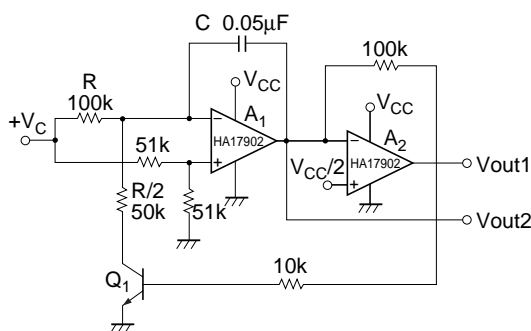 C 0.05μF
R
100k
+VC
51k
R/2
50k
51k
VCC
A1
HA17902
100k
VCC
A2
HA17902
VCC/2
Vout1
Vout2
10k
Q1